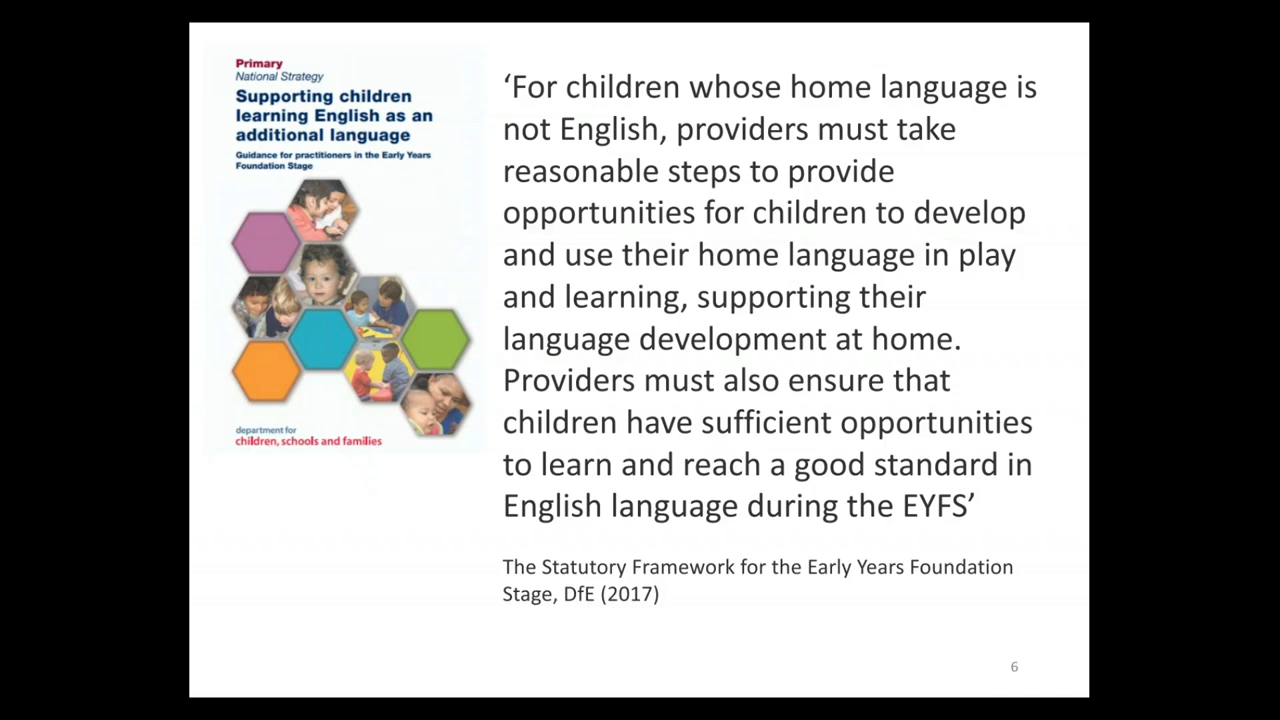 Primary
National Strategy
Supporting children
learning English as an
additional language
Guidance for practitioners in the Early Years
Foundation Stage
department for
children, schools and families
‘For children whose home language is
not English, providers must take
reasonable steps to provide
opportunities for children to develop
and use their home language in play
and learning, supporting their
language development at home.
Providers must also ensure that
children have sufficient opportunities
to learn and reach a good standard in
English language during the EYFS’
The Statutory Framework for the Early Years Foundation
Stage, DfE (2017)
6